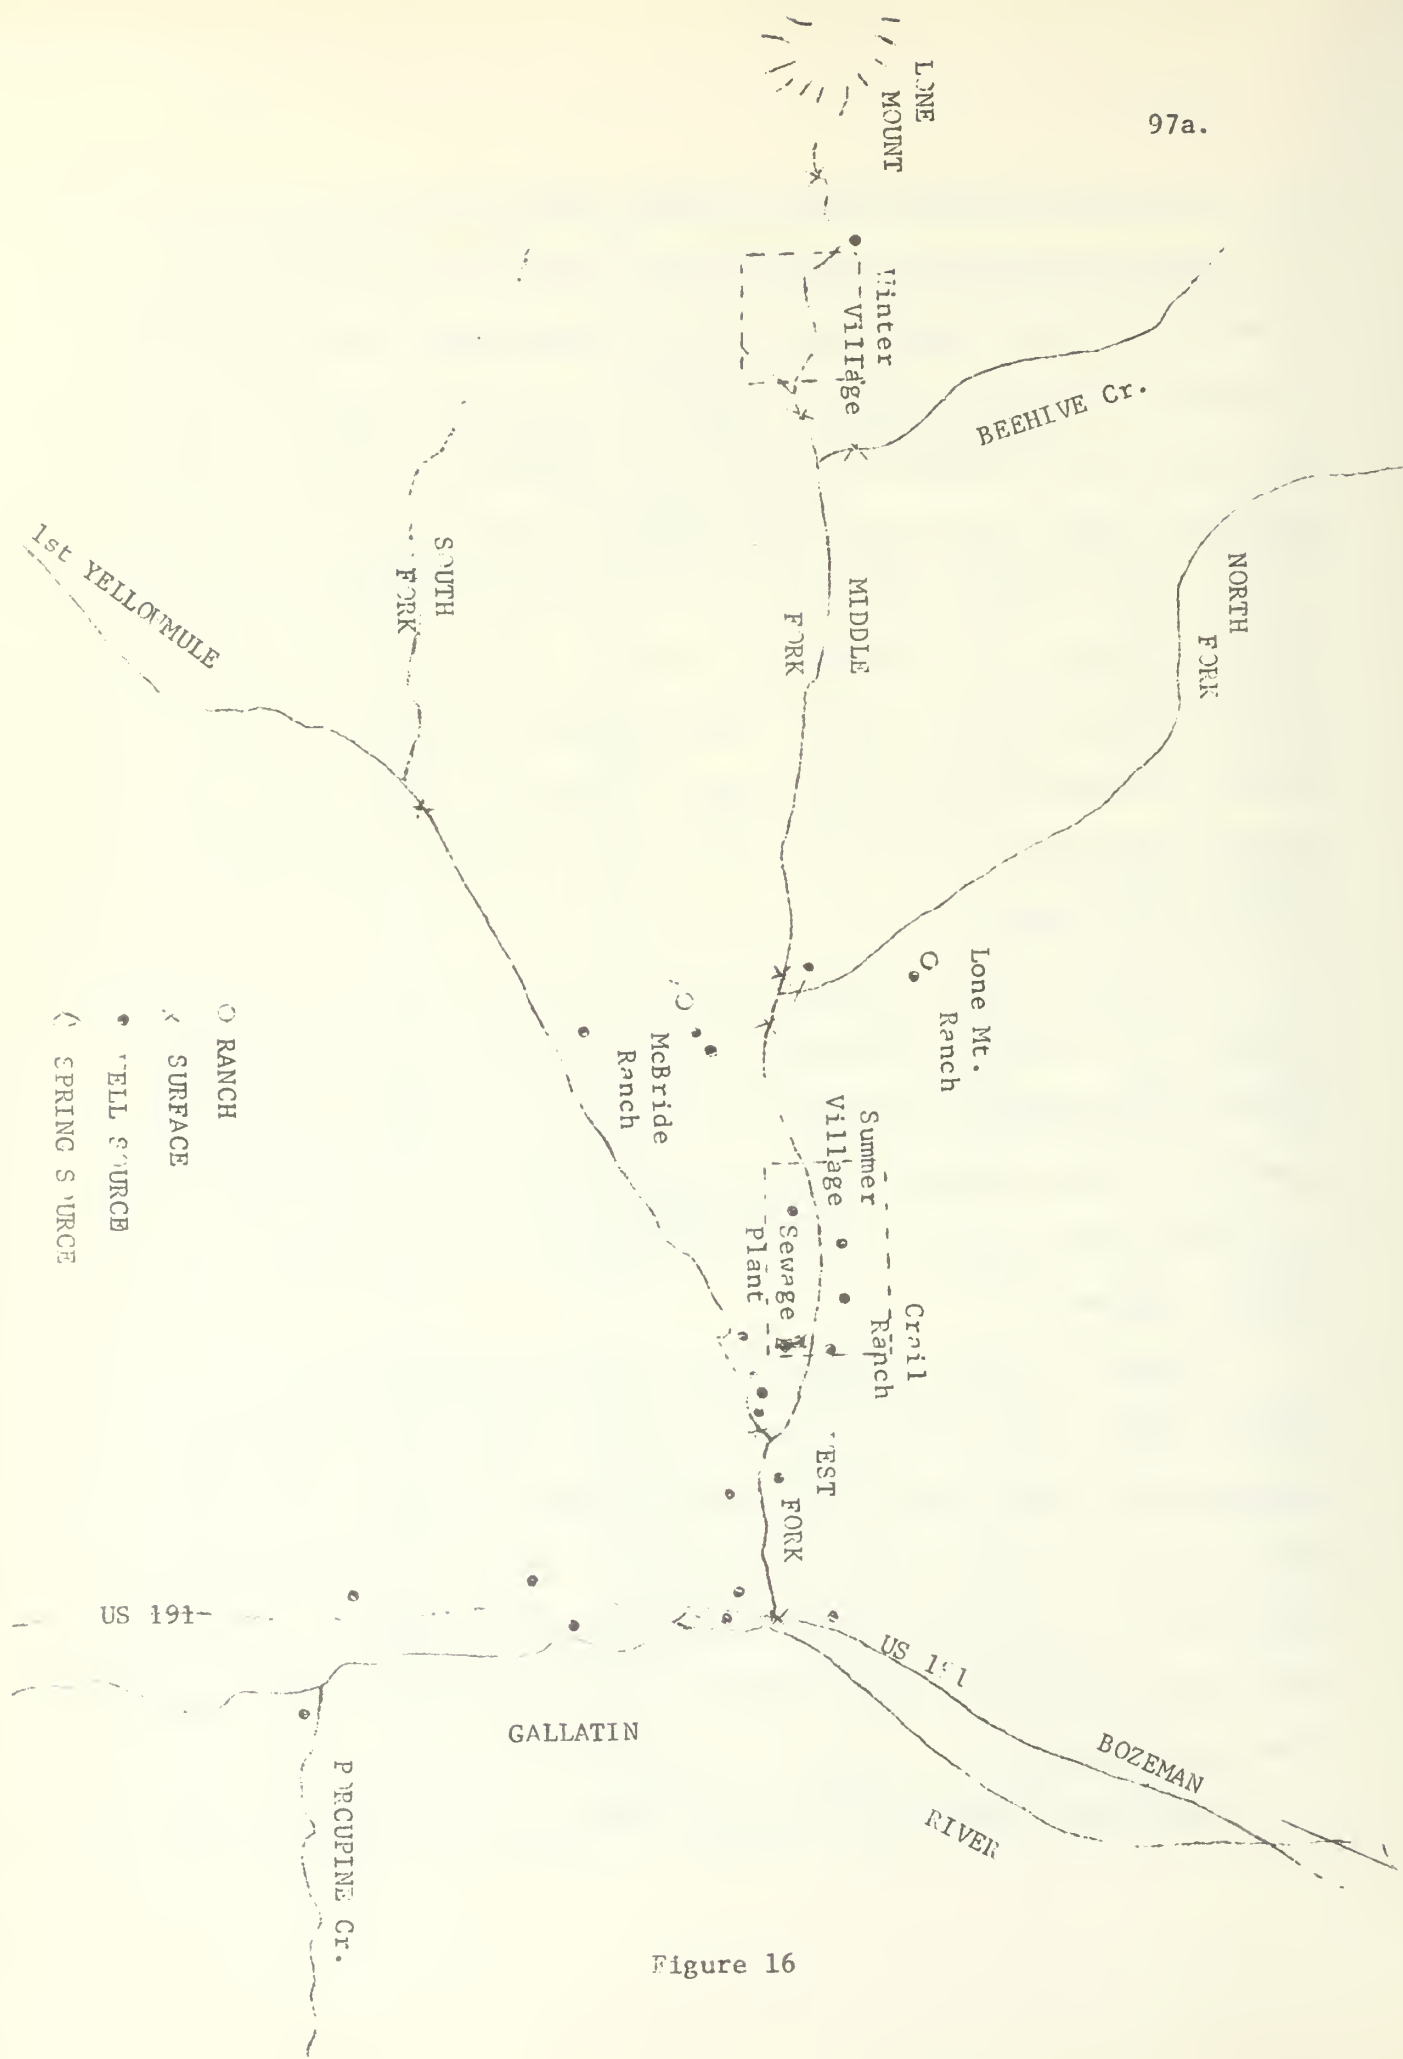 97a.
LONE
MOUNT
Winter
Village
BEEHIVE Cr.
NORTH
FORK
MIDDLE
FORK
SOUTH
FORK
1st YELLOWMULE
Lone Mt.
Ranch
McBride
Ranch
Summer
Village
Sewage
Plant
Crail
Ranch
WEST
FORK
O RANCH
X SURFACE
• WELL SOURCE
SPRING SOURCE
US 191
US 191
GALLATIN
RIVER
BOZEMAN
PORCUPINE Cr.
Figure 16